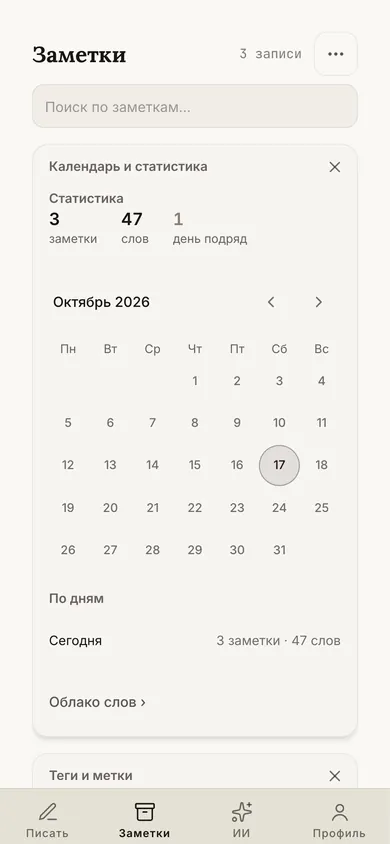 Заметки
3 записи
Поиск по заметкам...
Календарь и статистика
Статистика
3 47 1
заметки слов день подряд
Октябрь 2026
Пн Вт Ср Чт Пт Сб Вс
1 2 3 4
5 6 7 8 9 10 11
12 13 14 15 16 17 18
19 20 21 22 23 24 25
26 27 28 29 30 31
По дням
Сегодня 3 заметки · 47 слов
Облако слов ›
Теги и метки
Писать Заметки ИИ Профиль